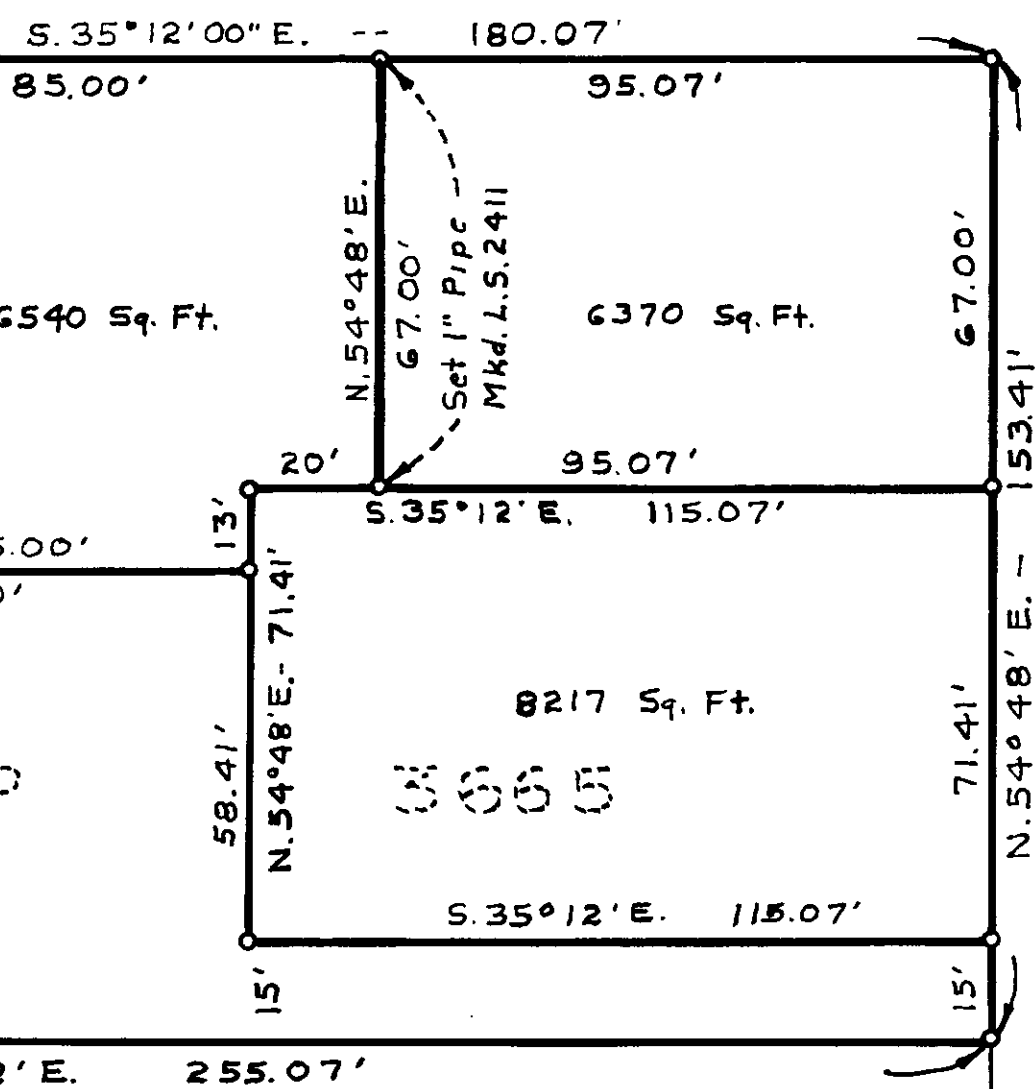 S. 35° 12' 00" E. -- 180.07'
85.00'
95.07'
N. 54° 48' E.
67.00'
Set 1" Pipe
Mkd. L.S. 2411
67.00'
6540 Sq. Ft.
6370 Sq. Ft.
153.41'
20'
95.07'
13'
S. 35° 12' E. 115.07'
N. 54° 48' E. - 71.41'
N. 54° 48' E. -
8217 Sq. Ft.
71.41'
58.41'
3665
S. 35° 12' E. 115.07'
15'
15'
' E. 255.07'